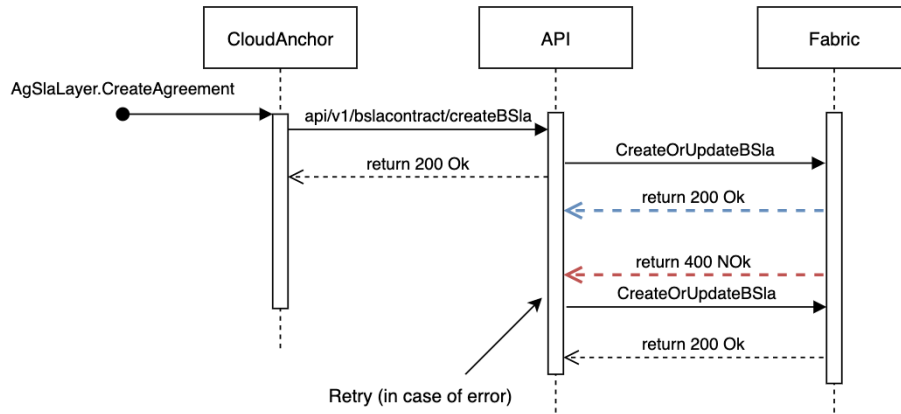 CloudAnchor
API
Fabric
AgSlaLayer.CreateAgreement
api/v1/bslacontract/createBSla
CreateOrUpdateBSla
return 200 Ok
return 200 Ok
return 400 NOk
CreateOrUpdateBSla
return 200 Ok
Retry (in case of error)